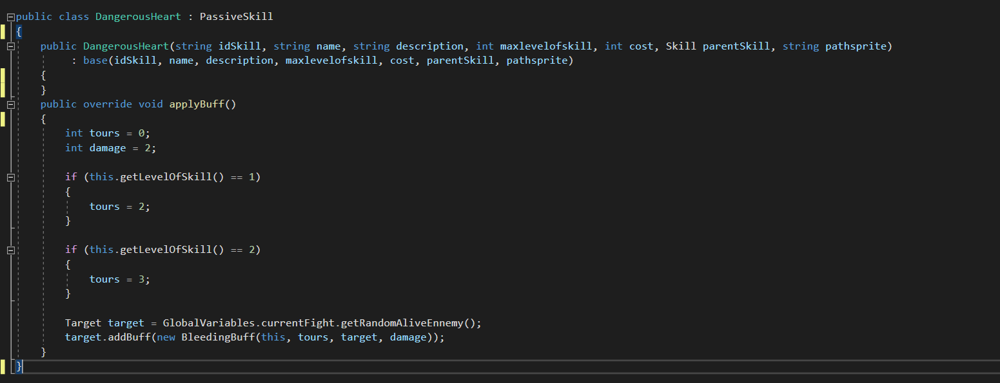 public class DangerousHeart : PassiveSkill
{
public DangerousHeart(string idSkill, string name, string description, int maxlevelofskill, int cost, Skill parentSkill, string pathsprite)
: base(idSkill, name, description, maxlevelofskill, cost, parentSkill, pathsprite)
{
}
public override void applyBuff()
{
int tours = 0;
int damage = 2;
if (this.getLevelOfSkill() == 1)
{
tours = 2;
}
if (this.getLevelOfSkill() == 2)
{
tours = 3;
}
Target target = GlobalVariables.currentFight.getRandomAliveEnnemy();
target.addBuff(new BleedingBuff(this, tours, target, damage));
}
}